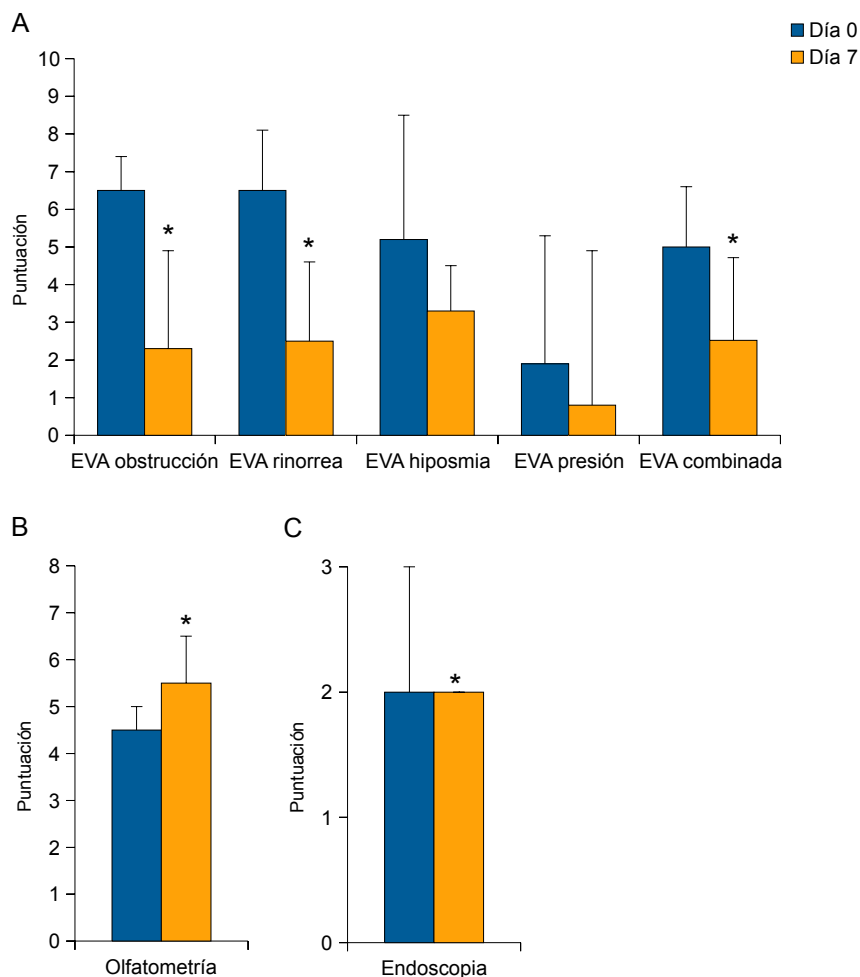 A
Día 0
Día 7
Puntuación
10
9
8
7
6
5
4
3
2
1
0
*
*
*
EVA obstrucción
EVA rinorrea
EVA hiposmia
EVA presión
EVA combinada
B
Puntuación
8
7
6
5
4
3
2
1
0
*
Olfatometría
C
Puntuación
3
2
1
0
*
Endoscopia